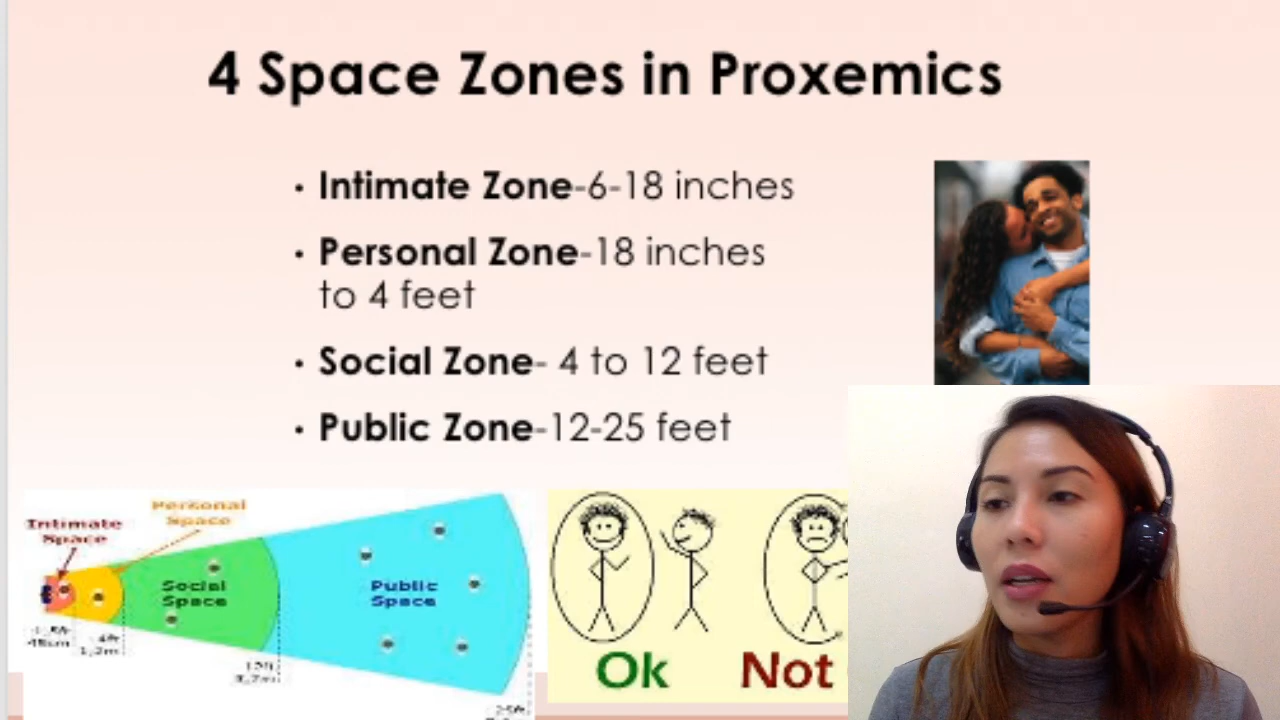 4 Space Zones in Proxemics
• Intimate Zone-6-18 inches
• Personal Zone-18 inches
to 4 feet
• Social Zone- 4 to 12 feet
• Public Zone-12-25 feet
Personal
Space
Intimate
Space
Social
Space
Public
Space
Ok
Not